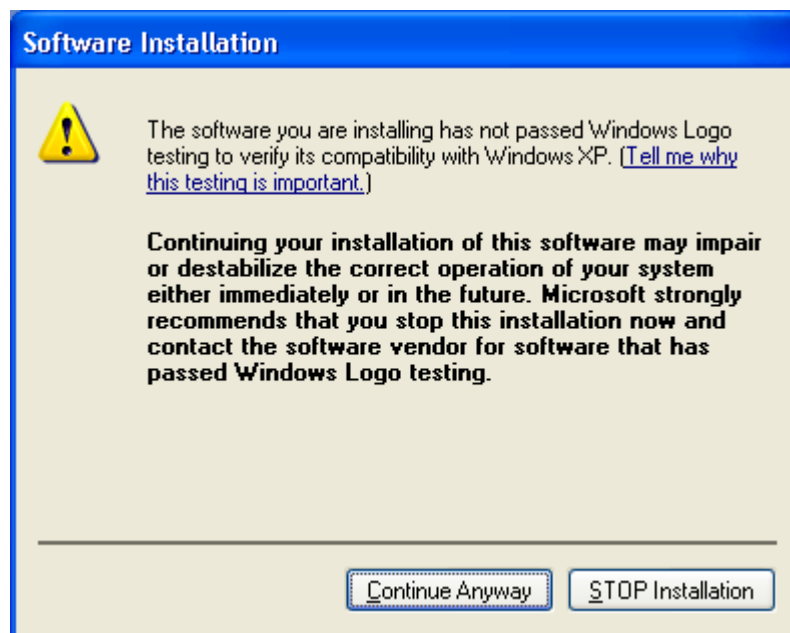 Software Installation
The software you are installing has not passed Windows Logo
testing to verify its compatibility with Windows XP. (Tell me why
this testing is important.)
Continuing your installation of this software may impair
or destabilize the correct operation of your system
either immediately or in the future. Microsoft strongly
recommends that you stop this installation now and
contact the software vendor for software that has
passed Windows Logo testing.
Continue Anyway
STOP Installation